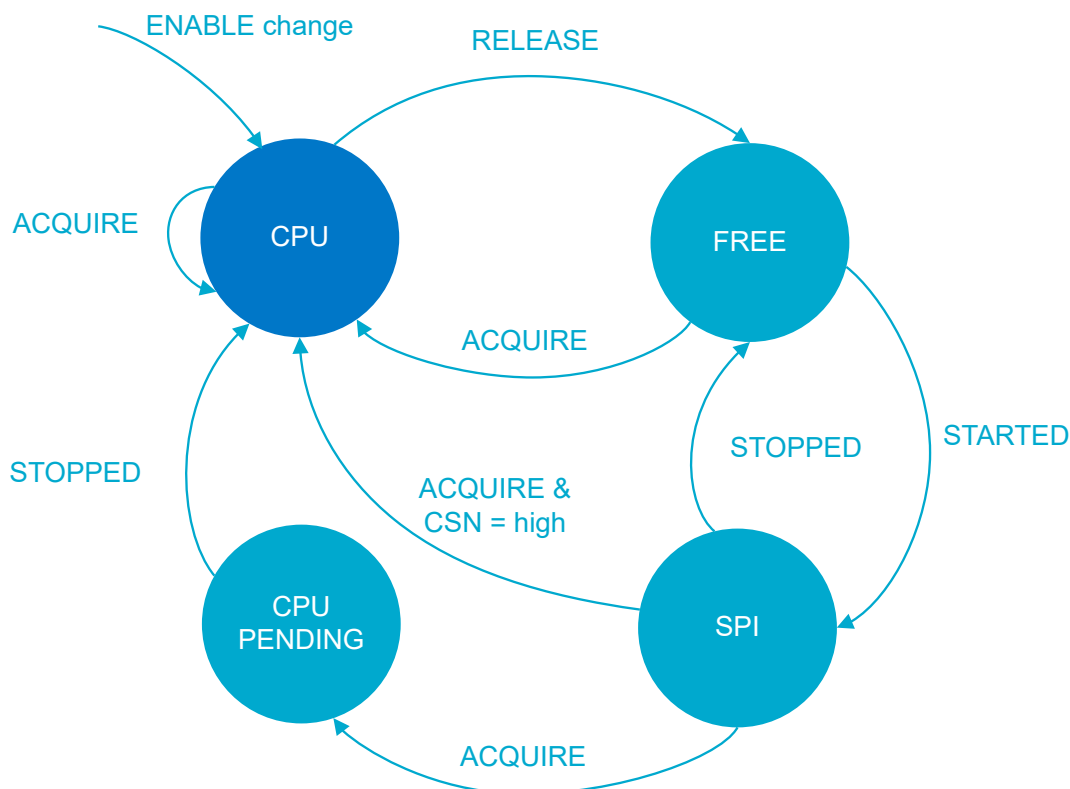 ENABLE change
RELEASE
ACQUIRE
CPU
FREE
ACQUIRE
STOPPED
STOPPED
STARTED
ACQUIRE &
CSN = high
CPU
PENDING
SPI
ACQUIRE